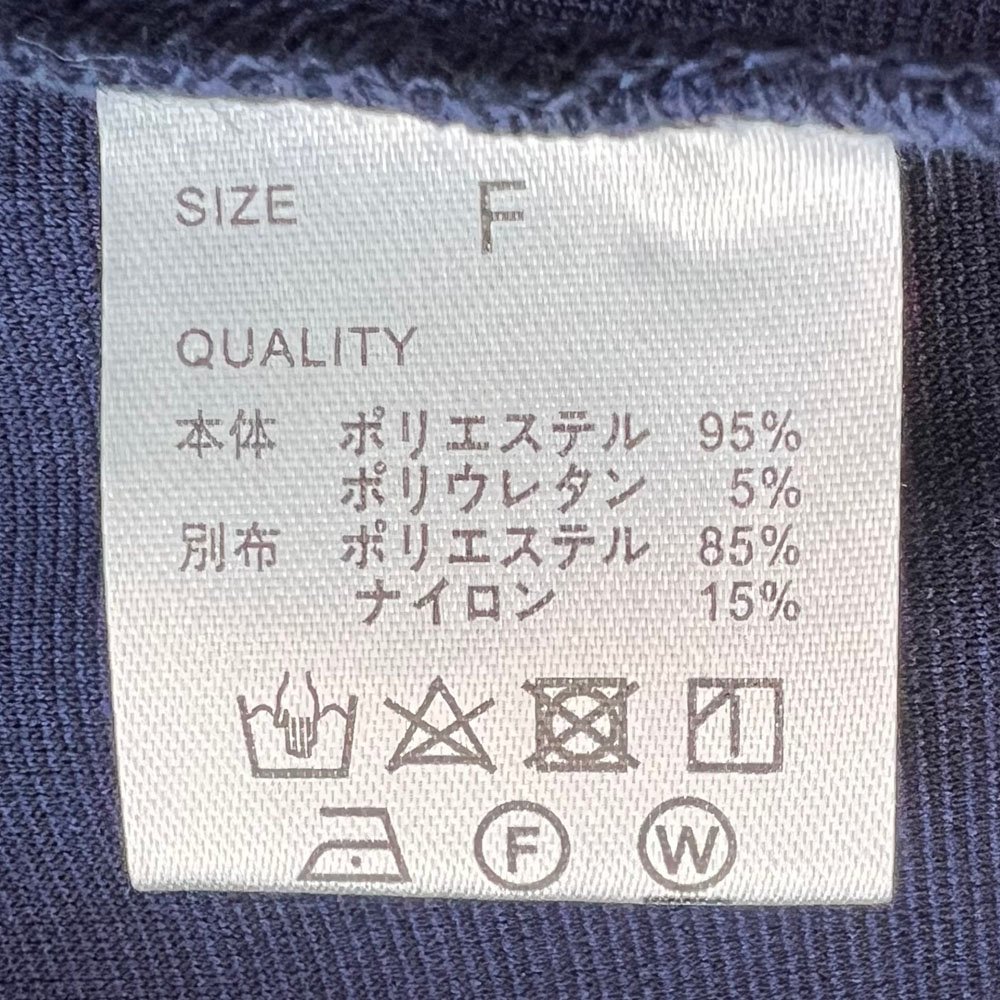 SIZE F
QUALITY
本体 ポリエステル 95%
ポリウレタン 5%
別布 ポリエステル 85%
ナイロン 15%
F W